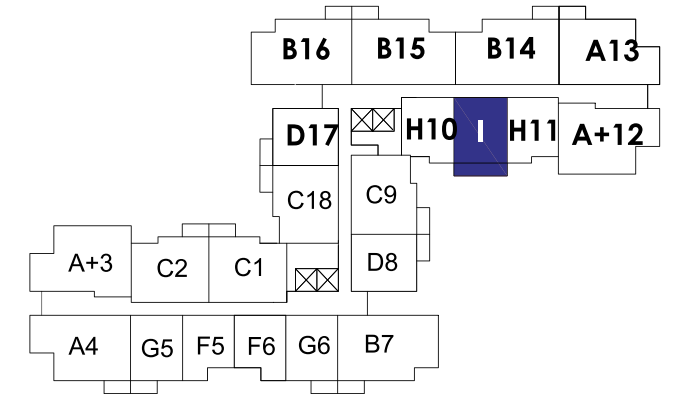 B16 B15 B14 A13
D17 H10 I H11 A+12
C18 C9
A+3 C2 C1 D8
A4 G5 F5 F6 G6 B7